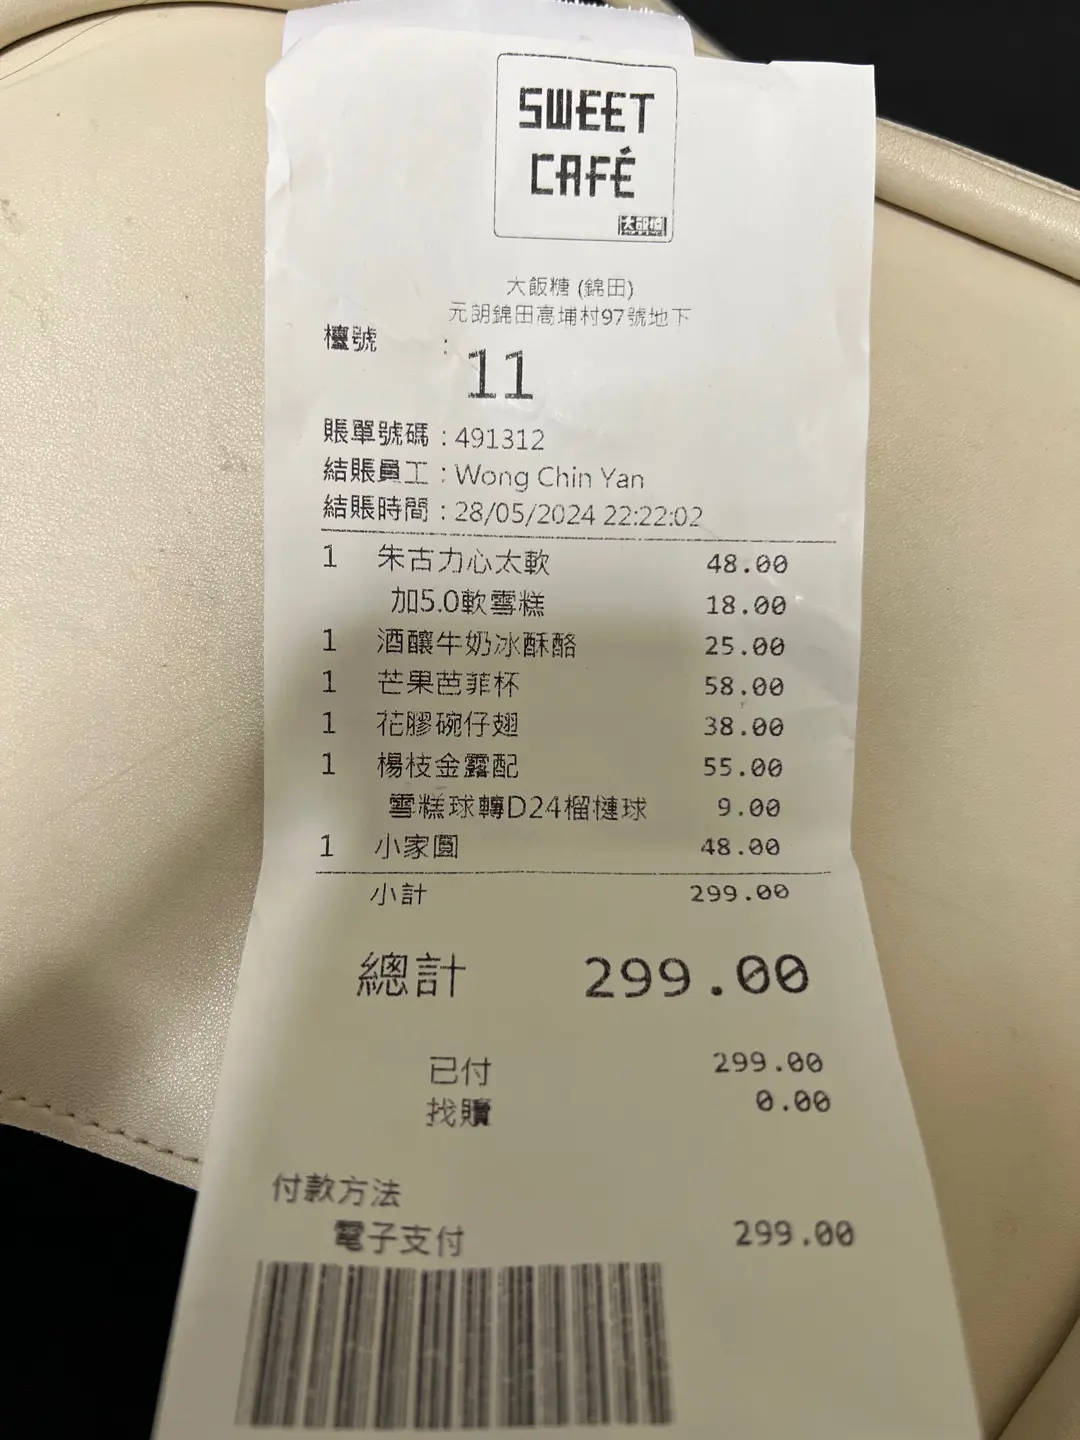 SWEET
CAFÉ
大飯糖 (錦田)
元朗錦田高埔村97號地下
檯號 :
11
賬單號碼 : 491312
結賬員工 : Wong Chin Yan
結賬時間 : 28/05/2024 22:22:02
1 朱古力心太軟 48.00
加5.0軟雪糕 18.00
1 酒釀牛奶冰酥酪 25.00
1 芒果芭菲杯 58.00
1 花膠碗仔翅 38.00
1 楊枝金露配 55.00
雪糕球轉D24榴槤球 9.00
1 小家圓 48.00
小計 299.00
總計 299.00
已付 299.00
找贖 0.00
付款方法
電子支付 299.00